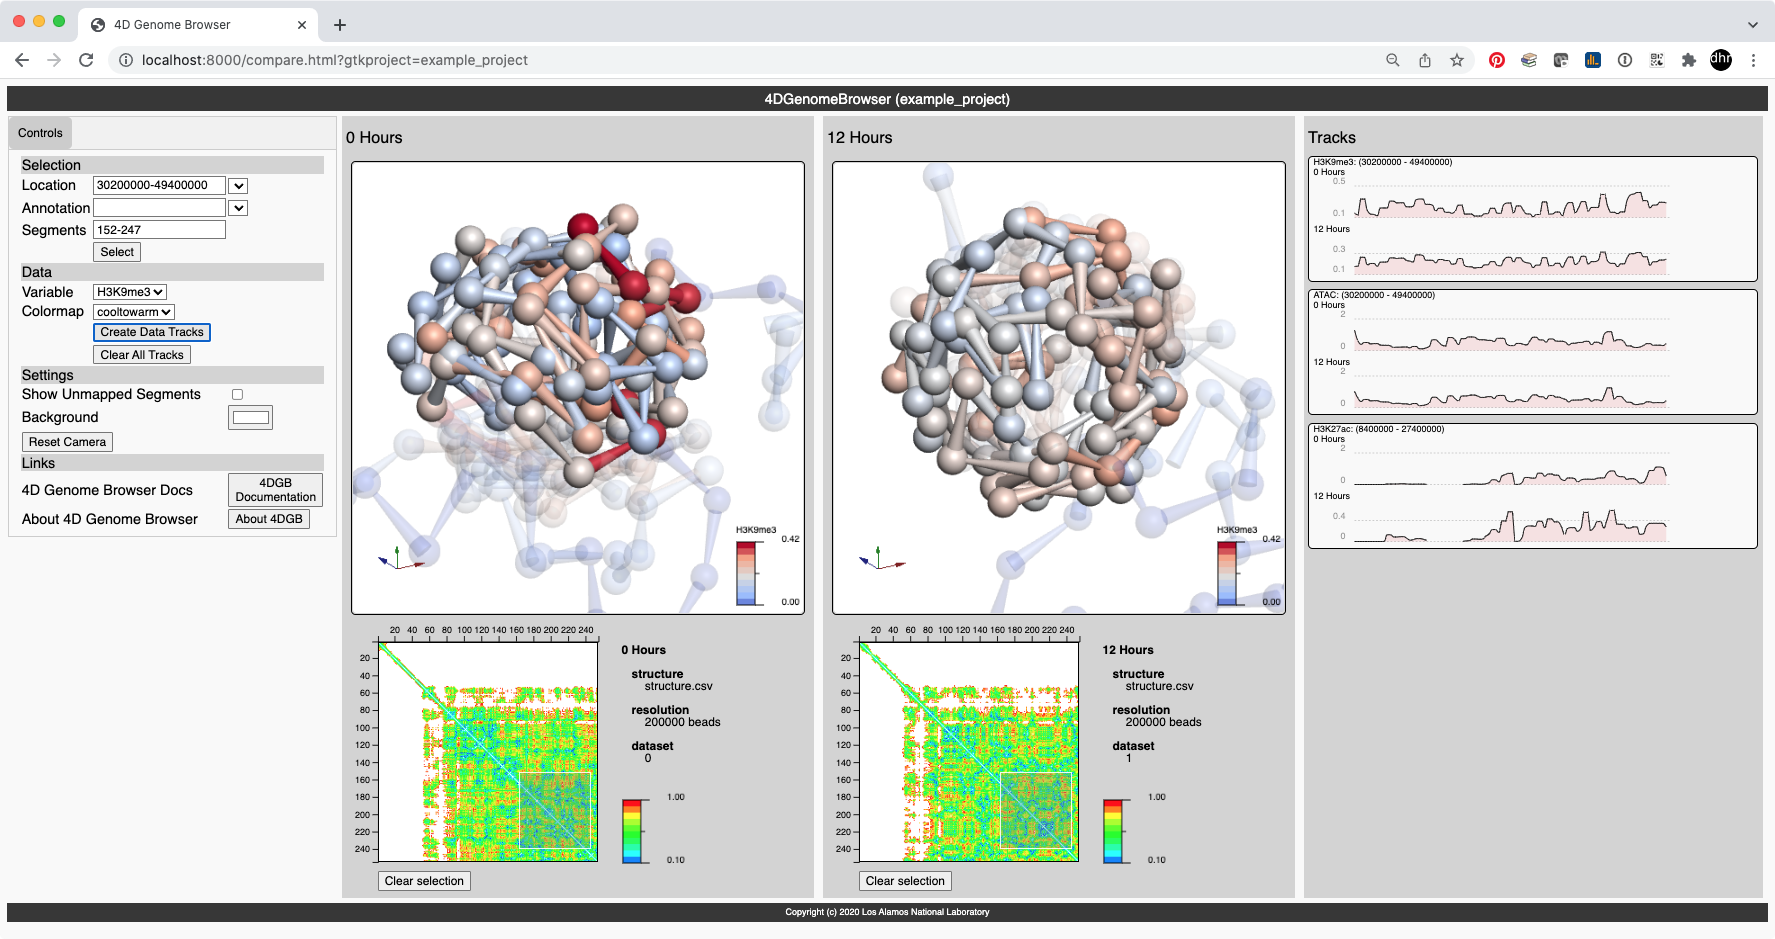 4D Genome Browser
localhost:8000/compare.html?gtkproject=example_project
dhr
4DGenomeBrowser (example_project)
Controls
Selection
Location 30200000-49400000
Annotation
Segments 152-247
Select
Data
Variable H3K9me3
Colormap cooltowarm
Create Data Tracks
Clear All Tracks
Settings
Show Unmapped Segments
Background
Reset Camera
Links
4D Genome Browser Docs 4DGB Documentation
About 4D Genome Browser About 4DGB
0 Hours
H3K9me3
0.42
0.00
20 40 60 80 100 120 140 160 180 200 220 240
20
40
60
80
100
120
140
160
180
200
220
240
0 Hours
structure
structure.csv
resolution
200000 beads
dataset
0
1.00
0.10
Clear selection
12 Hours
H3K9me3
0.42
0.00
20 40 60 80 100 120 140 160 180 200 220 240
20
40
60
80
100
120
140
160
180
200
220
240
12 Hours
structure
structure.csv
resolution
200000 beads
dataset
1
1.00
0.10
Clear selection
Tracks
H3K9me3: (30200000 - 49400000)
0 Hours
0.5
0.1
12 Hours
0.3
0.1
ATAC: (30200000 - 49400000)
0 Hours
2
0
12 Hours
2
0
H3K27ac: (8400000 - 27400000)
0 Hours
2
0
12 Hours
0.4
0
Copyright (c) 2020 Los Alamos National Laboratory